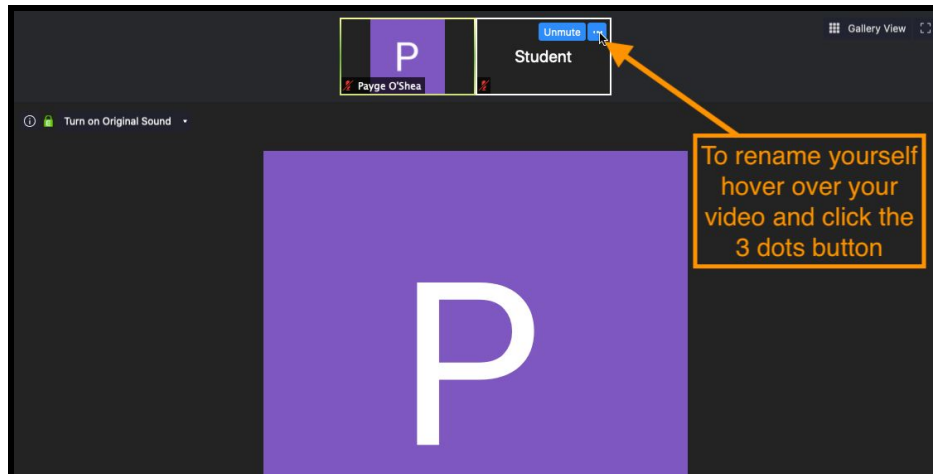 Unmute ...
Gallery View
P
Student
Payge O'Shea
Turn on Original Sound
To rename yourself
hover over your
video and click the
3 dots button
P